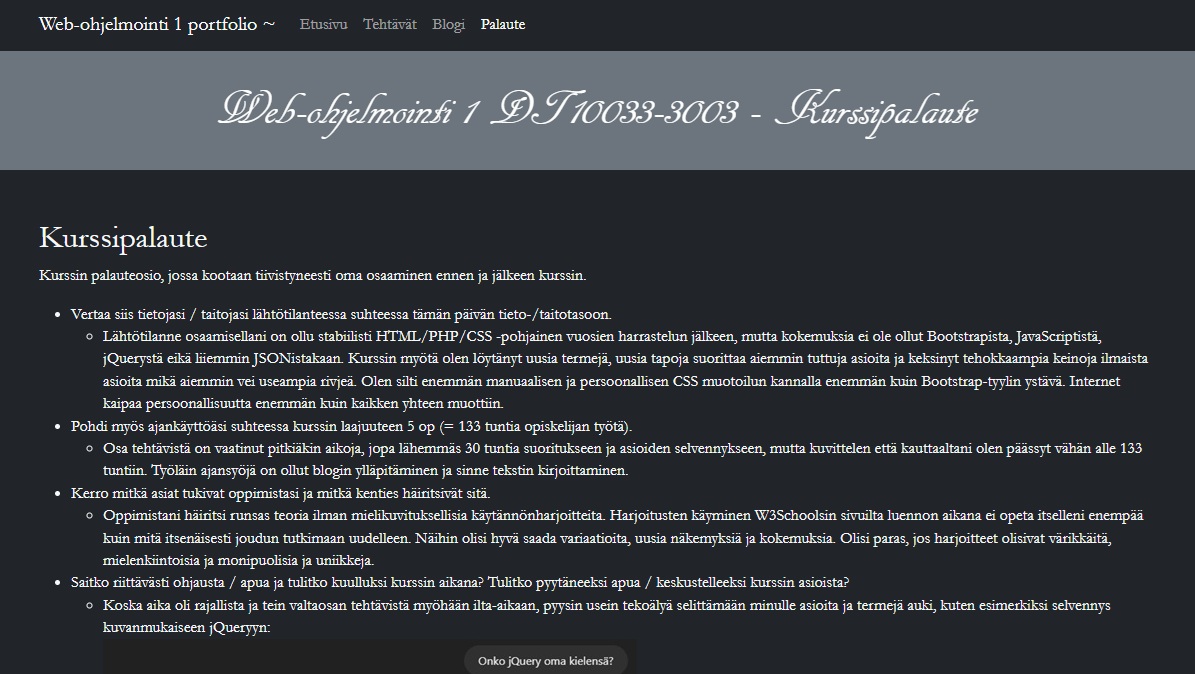 Web-ohjelmointi 1 portfolio ~ Etusivu Tehtävät Blogi Palaute
Web-ohjelmointi 1 DT10033-3003 - Kurssipalaute
Kurssipalaute
Kurssin palauteosio, jossa kootaan tiivistyneesti oma osaaminen ennen ja jälkeen kurssin.
• Vertaa siis tietojasi / taitojasi lähtötilanteessa suhteessa tämän päivän tieto-/taitotasoon.
◦ Lähtötilanne osaamisellani on ollu stabiilisti HTML/PHP/CSS -pohjainen vuosien harrastelun jälkeen, mutta kokemuksia ei ole ollut Bootstrapista, JavaScriptistä,
jQuerystä eikä liiemmin JSONistakaan. Kurssin myötä olen löytänyt uusia termejä, uusia tapoja suorittaa aiemmin tuttuja asioita ja keksinyt tehokkaampia keinoja ilmaista
asioita mikä aiemmin vei useampia rivjeä. Olen silti enemmän manuaalisen ja persoonallisen CSS muotoilun kannalla enemmän kuin Bootstrap-tyylin ystävä. Internet
kaipaa persoonallisuutta enemmän kuin kaikken yhteen muottiin.
• Pohdi myös ajankäyttöäsi suhteessa kurssin laajuuteen 5 op (= 133 tuntia opiskelijan työtä).
◦ Osa tehtävistä on vaatinut pitkiäkin aikoja, jopa lähemmäs 30 tuntia suoritukseen ja asioiden selvennykseen, mutta kuvittelen että kauttaaltani olen päässyt vähän alle 133
tuntiin. Työläin ajansyöjä on ollut blogin ylläpitäminen ja sinne tekstin kirjoittaminen.
• Kerro mitkä asiat tukivat oppimistasi ja mitkä kenties häiritsivät sitä.
◦ Oppimistani häiritsi runsas teoria ilman mielikuvituksellisia käytännönharjoitteita. Harjoitusten käyminen W3Schoolsin sivuilta luennon aikana ei opeta itselleni enempää
kuin mitä itsenäisesti joudun tutkimaan uudelleen. Näihin olisi hyvä saada variaatioita, uusia näkemyksiä ja kokemuksia. Olisi paras, jos harjoitteet olisivat värikkäitä,
mielenkiintoisia ja monipuolisia ja uniikkeja.
• Saitko riittävästi ohjausta / apua ja tulitko kuulluksi kurssin aikana? Tulitko pyytäneeksi apua / keskustelleeksi kurssin asioista?
◦ Koska aika oli rajallista ja tein valtaosan tehtävistä myöhään ilta-aikaan, pyysin usein tekoälyä selittämään minulle asioita ja termejä auki, kuten esimerkiksi selvennys
kuvanmukaiseen jQueryyn:
Onko jQuery oma kielensä?